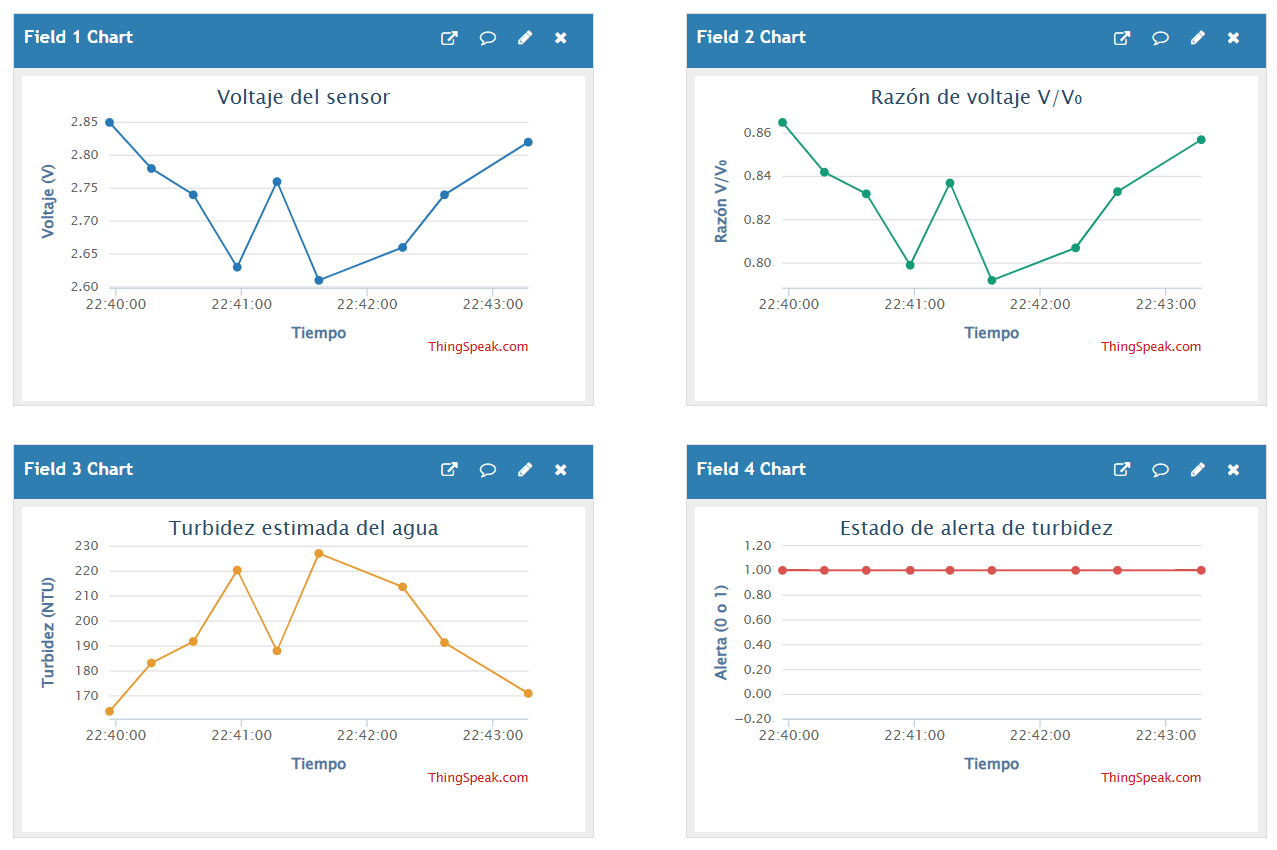 Field 1 Chart
Voltaje del sensor
Voltaje (V)
2.85
2.80
2.75
2.70
2.65
2.60
22:40:00 22:41:00 22:42:00 22:43:00
Tiempo
ThingSpeak.com
Field 2 Chart
Razón de voltaje V/V₀
Razón V/V₀
0.86
0.84
0.82
0.80
22:40:00 22:41:00 22:42:00 22:43:00
Tiempo
ThingSpeak.com
Field 3 Chart
Turbidez estimada del agua
Turbidez (NTU)
230
220
210
200
190
180
170
22:40:00 22:41:00 22:42:00 22:43:00
Tiempo
ThingSpeak.com
Field 4 Chart
Estado de alerta de turbidez
Alerta (0 o 1)
1.20
1.00
0.80
0.60
0.40
0.20
0.00
−0.20
22:40:00 22:41:00 22:42:00 22:43:00
Tiempo
ThingSpeak.com